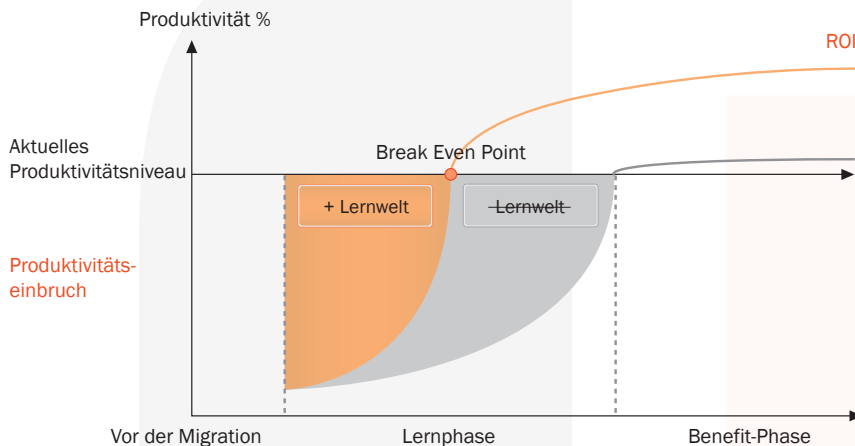 Produktivität %
ROI
Aktuelles
Produktivitätsniveau
Break Even Point
+ Lernwelt
Lernwelt
Produktivitäts-
einbruch
Vor der Migration
Lernphase
Benefit-Phase